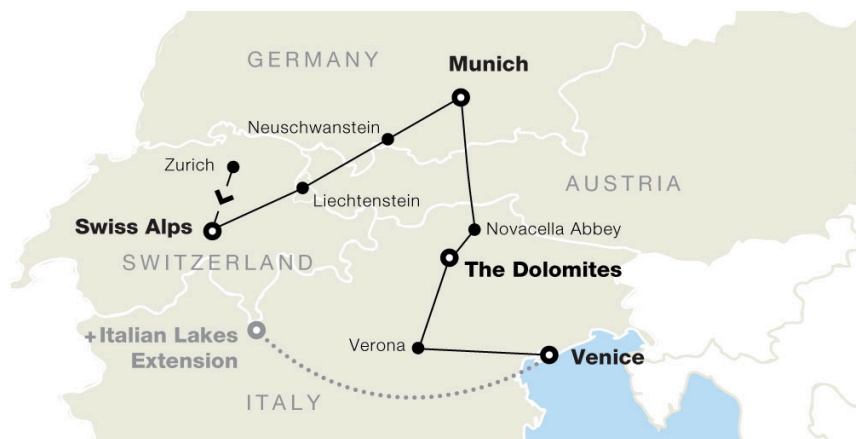 GERMANY
Munich
Neuschwanstein
Zurich
AUSTRIA
Liechtenstein
Swiss Alps
Novacella Abbey
SWITZERLAND
The Dolomites
+Italian Lakes
Extension
Verona
Venice
ITALY